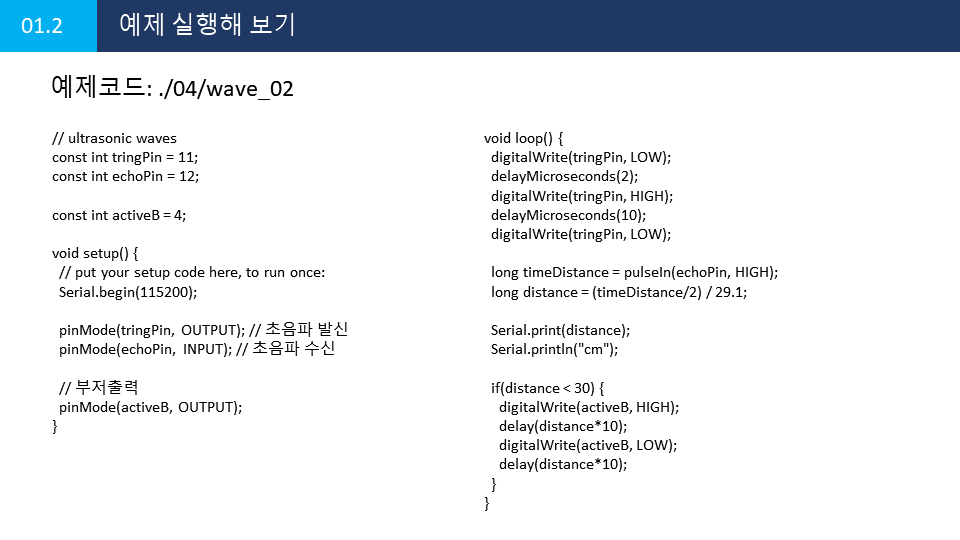 01.2
예제 실행해 보기
예제코드: ./04/wave_02
// ultrasonic waves
const int tringPin = 11;
const int echoPin = 12;
const int activeB = 4;
void setup() {
// put your setup code here, to run once:
Serial.begin(115200);
pinMode(tringPin, OUTPUT); // 초음파 발신
pinMode(echoPin, INPUT); // 초음파 수신
// 부저출력
pinMode(activeB, OUTPUT);
}
void loop() {
digitalWrite(tringPin, LOW);
delayMicroseconds(2);
digitalWrite(tringPin, HIGH);
delayMicroseconds(10);
digitalWrite(tringPin, LOW);
long timeDistance = pulseIn(echoPin, HIGH);
long distance = (timeDistance/2) / 29.1;
Serial.print(distance);
Serial.println("cm");
if(distance < 30) {
digitalWrite(activeB, HIGH);
delay(distance*10);
digitalWrite(activeB, LOW);
delay(distance*10);
}
}